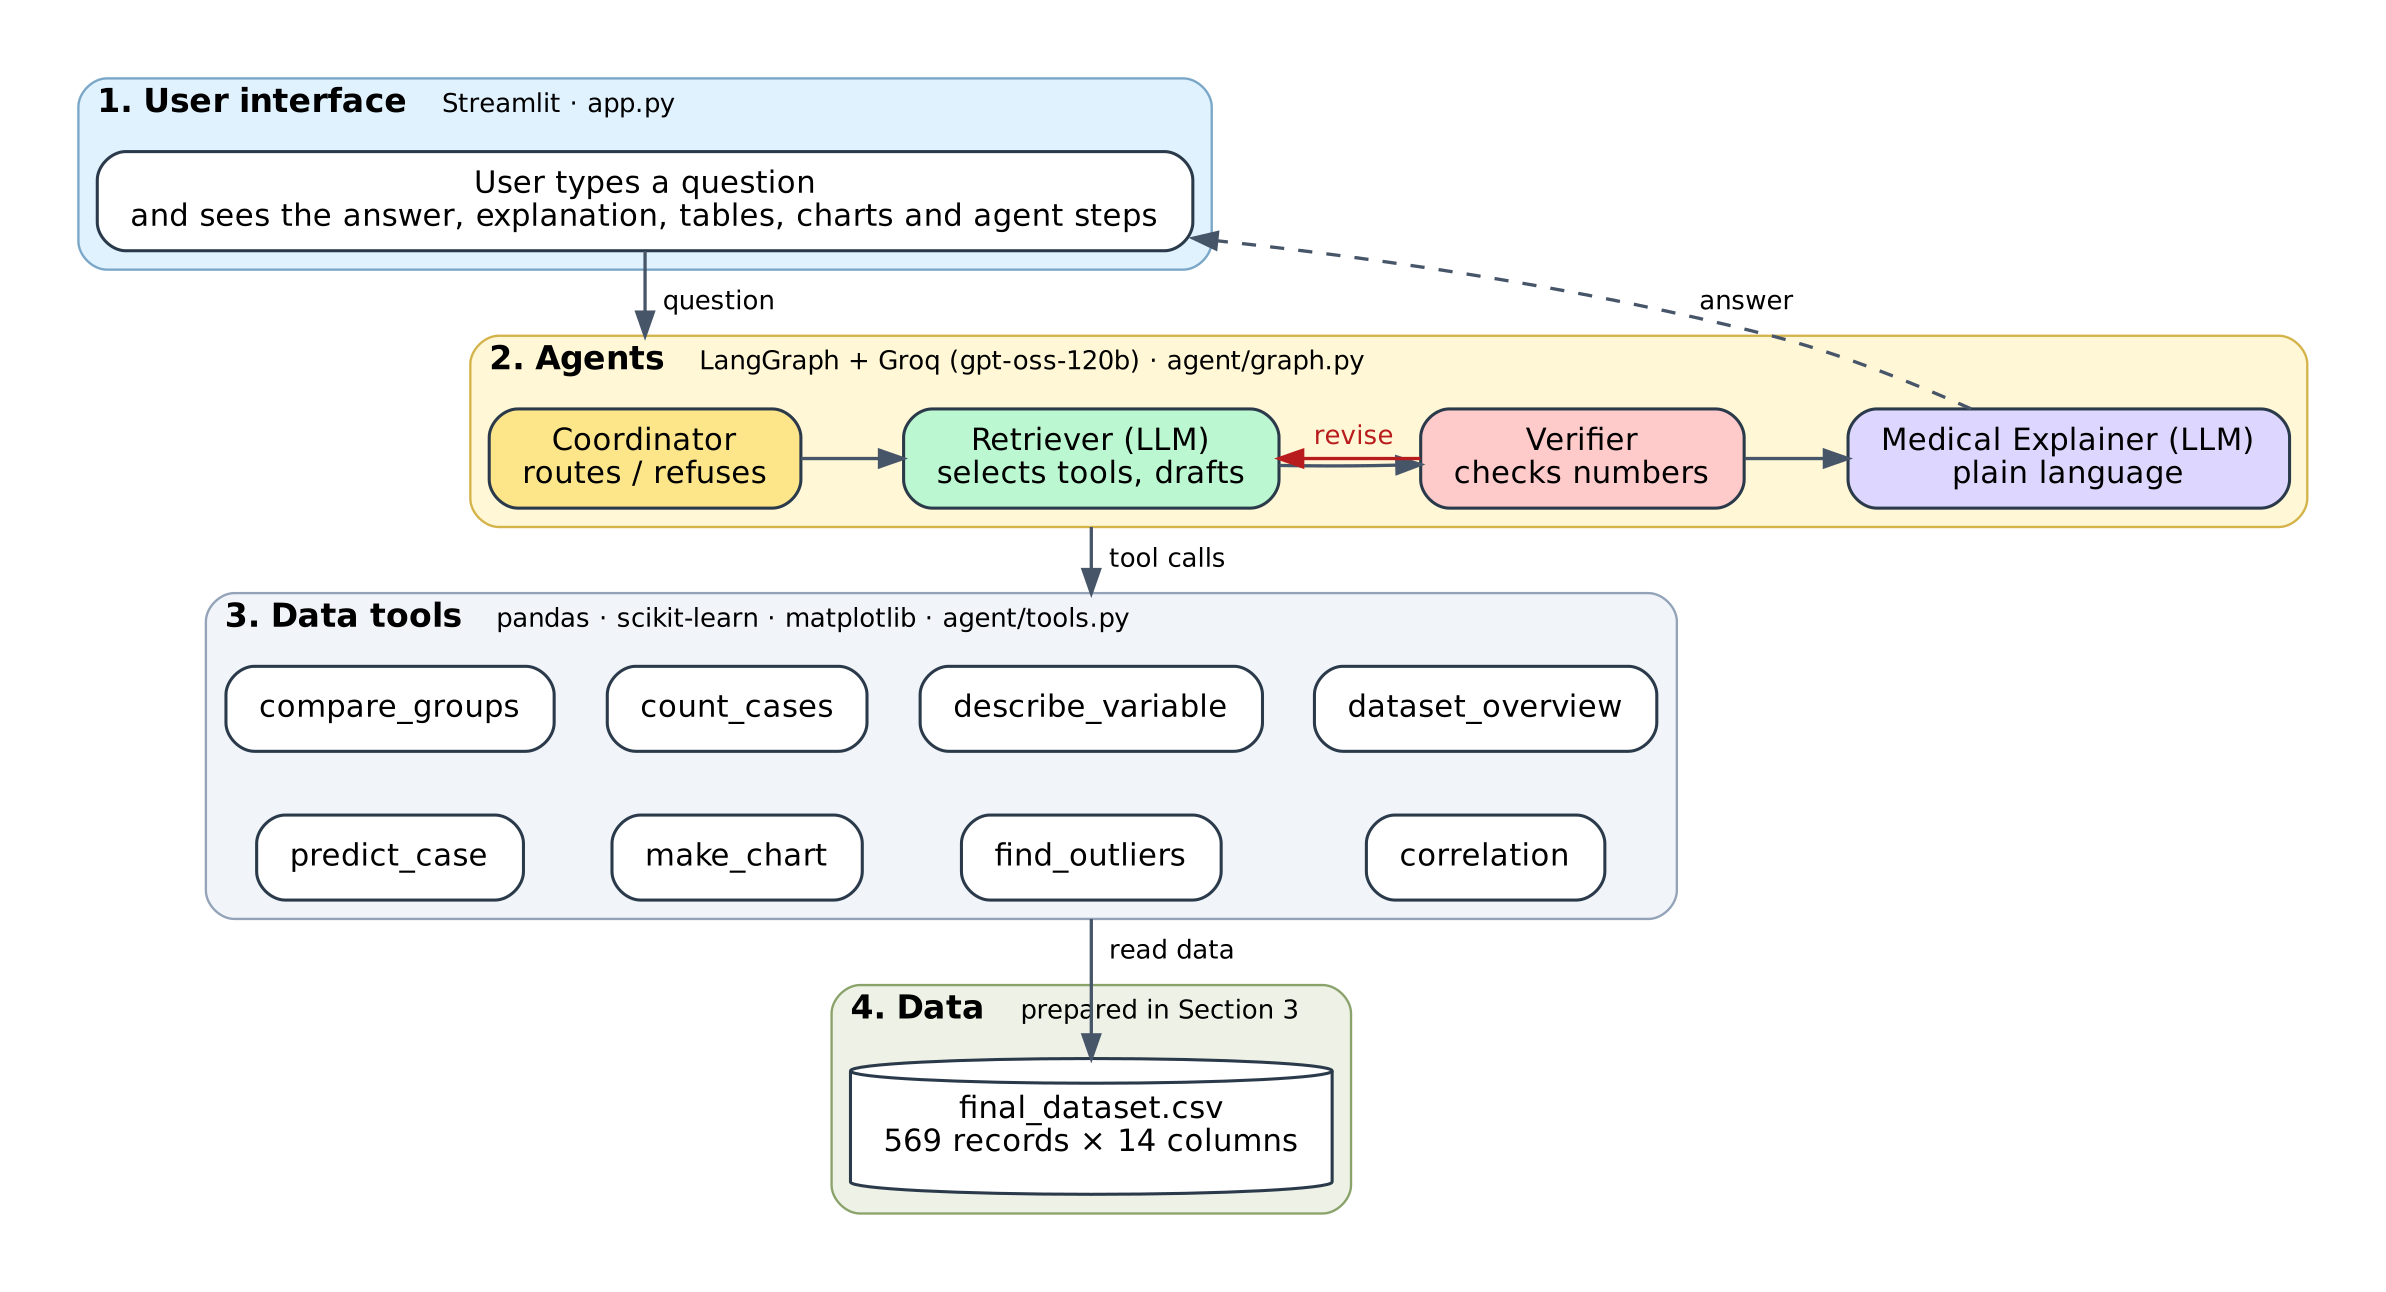 1. User interface Streamlit · app.py
User types a question
and sees the answer, explanation, tables, charts and agent steps
question
answer
2. Agents LangGraph + Groq (gpt-oss-120b) · agent/graph.py
Coordinator
routes / refuses
Retriever (LLM)
selects tools, drafts
revise
Verifier
checks numbers
Medical Explainer (LLM)
plain language
tool calls
3. Data tools pandas · scikit-learn · matplotlib · agent/tools.py
compare_groups
count_cases
describe_variable
dataset_overview
predict_case
make_chart
find_outliers
correlation
read data
4. Data prepared in Section 3
final_dataset.csv
569 records × 14 columns